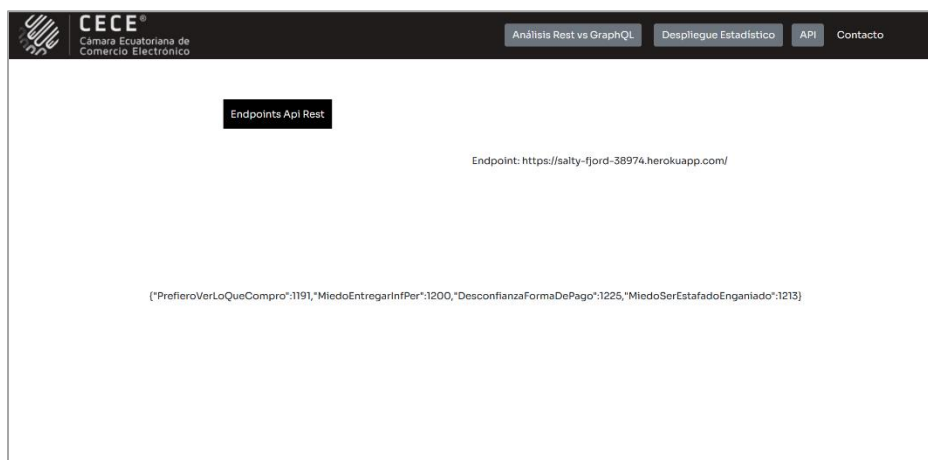 CECE®
Cámara Ecuatoriana de
Comercio Electrónico
Análisis Rest vs GraphQL Despliegue Estadístico API Contacto
Endpoints Api Rest
Endpoint: https://salty-fjord-38974.herokuapp.com/
{"PrefieroVerLoQueCompro":1191,"MiedoEntregarInfPer":1200,"DesconfianzaFormaDePago":1225,"MiedoSerEstafadoEnganiado":1213}